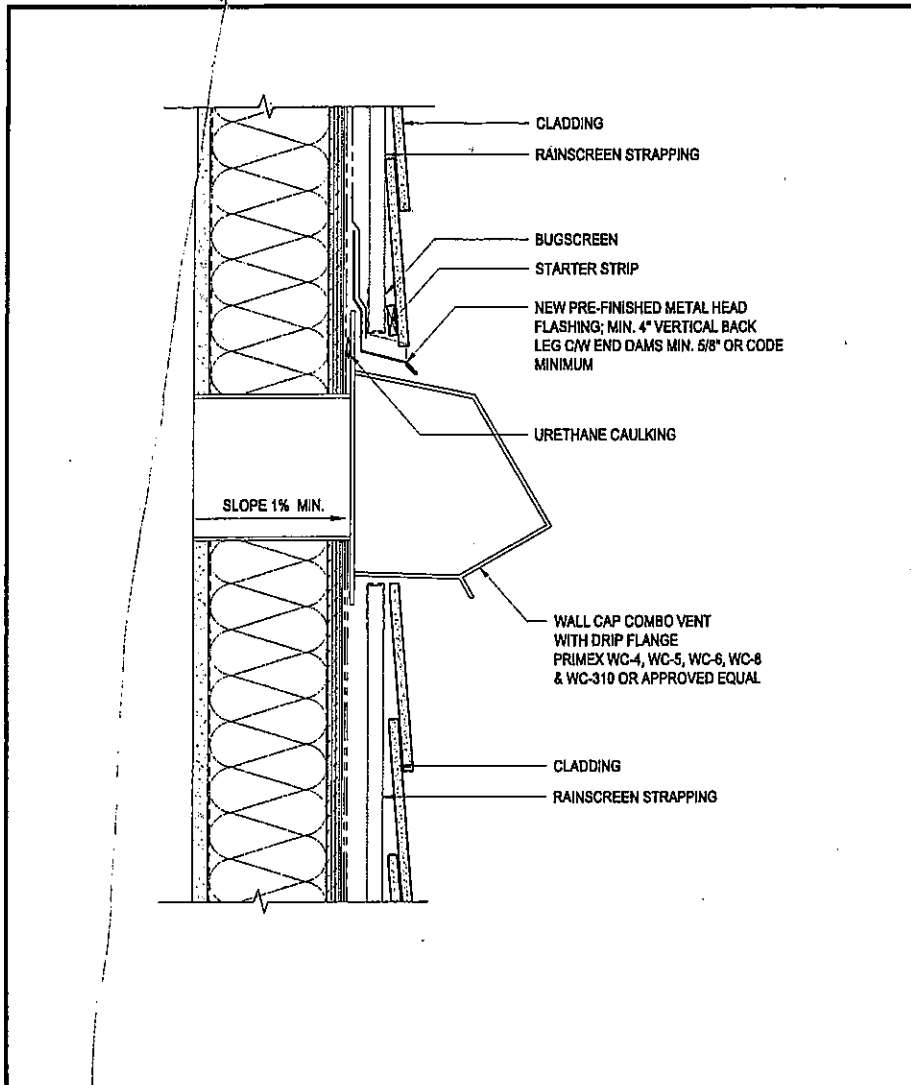 CLADDING
RAINSCREEN STRAPPING
BUGSCREEN
STARTER STRIP
NEW PRE-FINISHED METAL HEAD
FLASHING; MIN. 4" VERTICAL BACK
LEG C/W END DAMS MIN. 5/8" OR CODE
MINIMUM
URETHANE CAULKING
SLOPE 1% MIN.
WALL CAP COMBO VENT
WITH DRIP FLANGE
PRIMEX WC-4, WC-5, WC-6, WC-8
& WC-310 OR APPROVED EQUAL
CLADDING
RAINSCREEN STRAPPING